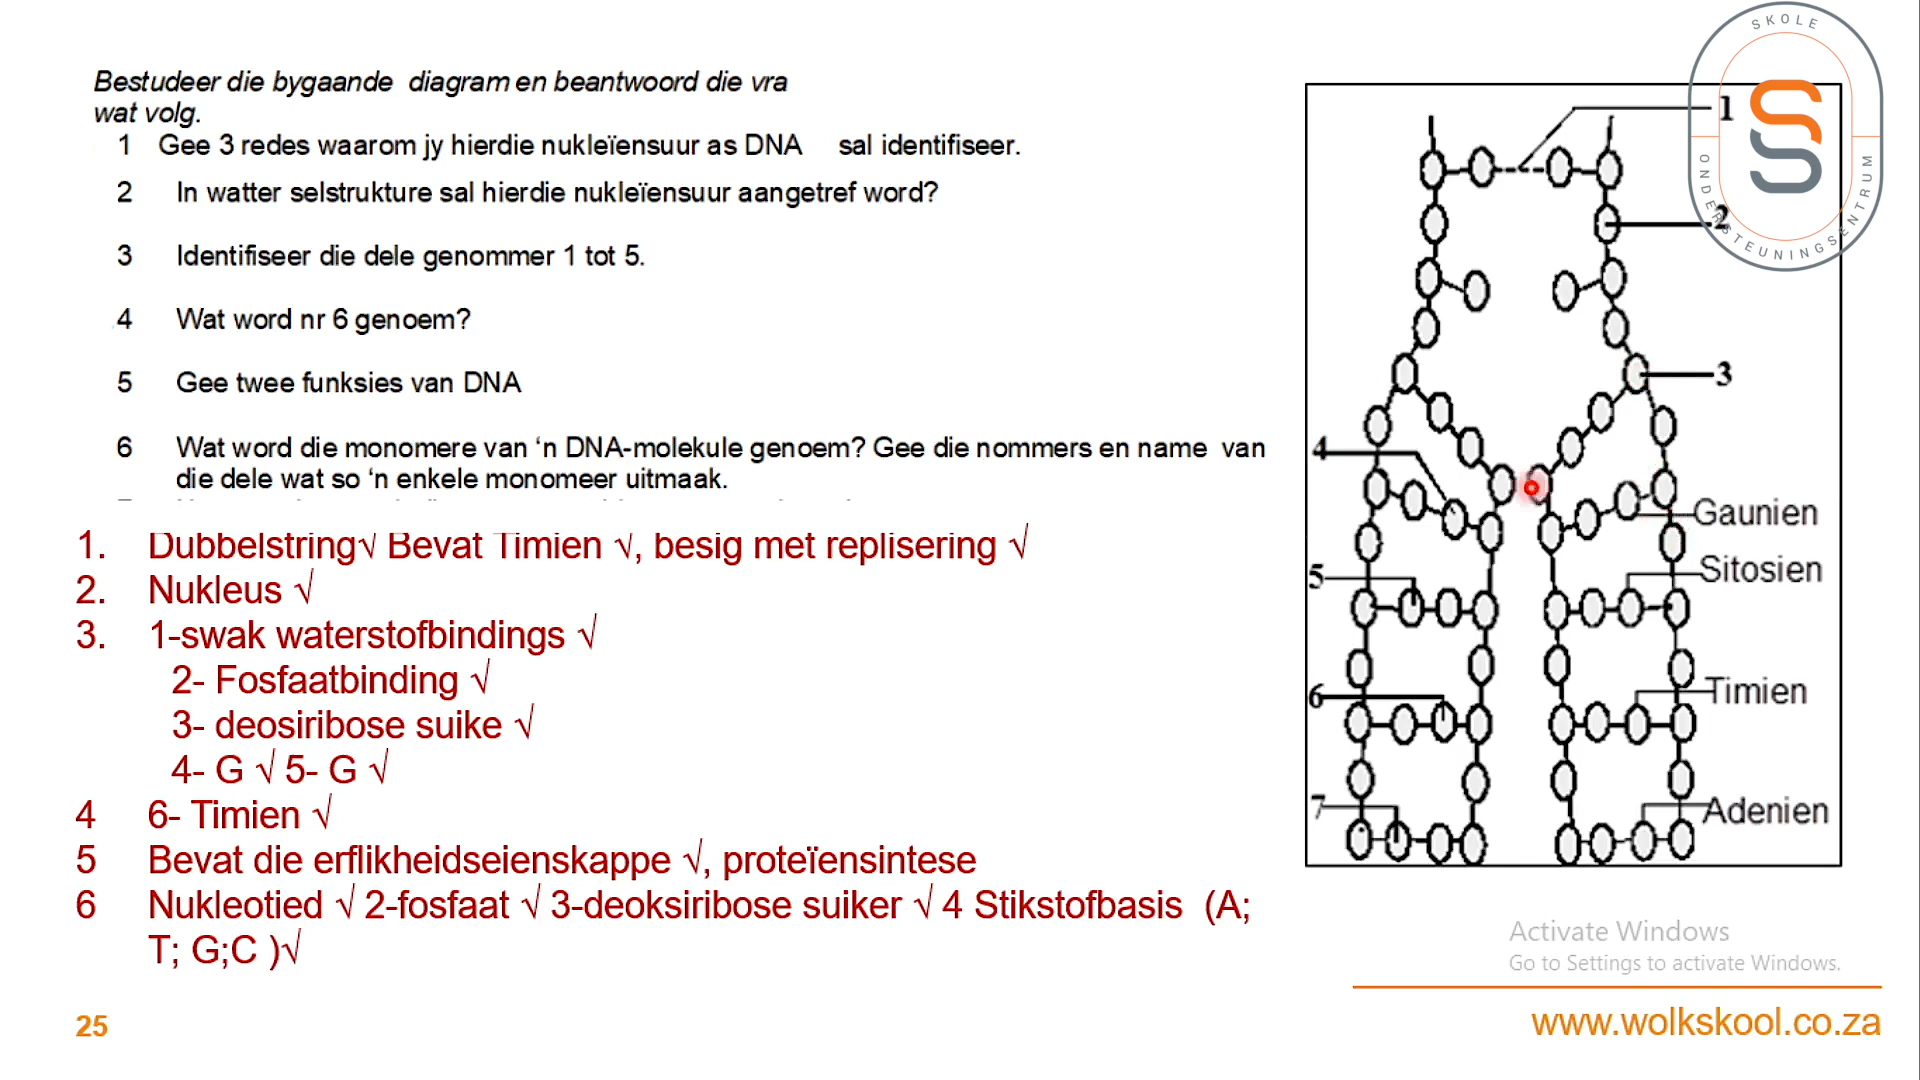 Bestudeer die bygaande diagram en beantwoord die vra
wat volg.
1 Gee 3 redes waarom jy hierdie nukleïensuur as DNA sal identifiseer.
2 In watter selstrukture sal hierdie nukleïensuur aangetref word?
3 Identifiseer die dele genommer 1 tot 5.
4 Wat word nr 6 genoem?
5 Gee twee funksies van DNA
6 Wat word die monomere van ‘n DNA-molekule genoem? Gee die nommers en name van
die dele wat so ‘n enkele monomeer uitmaak.
1. Dubbelstring√ Bevat Timien √, besig met replisering √
2. Nukleus √
3. 1-swak waterstofbindings √
2- Fosfaatbinding √
3- deosiribose suike √
4- G √ 5- G √
4 6- Timien √
5 Bevat die erflikheidseienskappe √, proteïensintese
6 Nukleotied √ 2-fosfaat √ 3-deoksiribose suiker √ 4 Stikstofbasis (A;
T; G;C )√
25
SKOLE
ONDERSTEUNINGSENTRUM
1
2
3
4
Gaunien
Sitosien
5
6
Timien
7
Adenien
Activate Windows
Go to Settings to activate Windows.
www.wolkskool.co.za